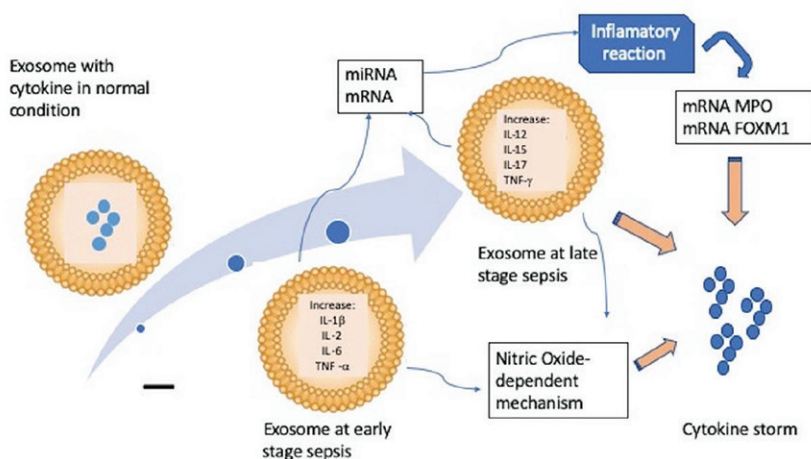 Exosome with
cytokine in normal
condition
miRNA
mRNA
Inflamatory
reaction
mRNA MPO
mRNA FOXM1
Increase:
IL-12
IL-15
IL-17
TNF-γ
Exosome at late
stage sepsis
Increase:
IL-1β
IL-2
IL-6
TNF -α
Exosome at early
stage sepsis
Nitric Oxide-
dependent
mechanism
Cytokine storm